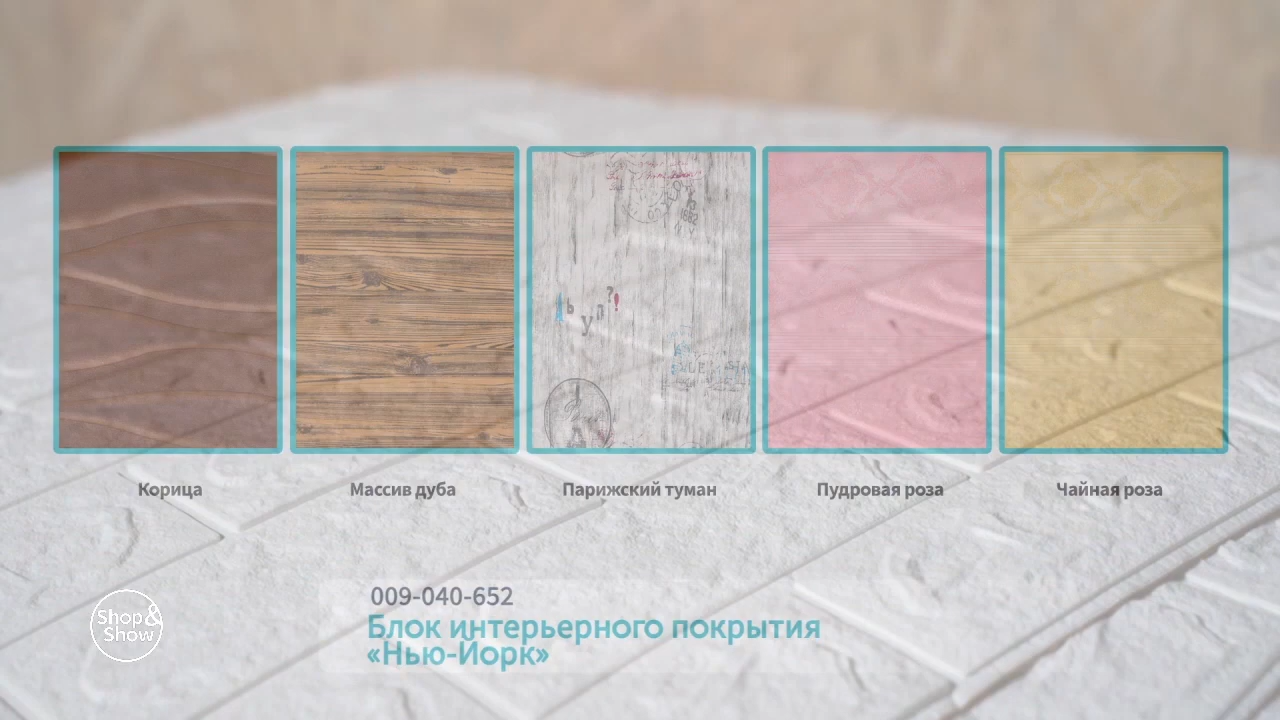 Корица
Массив дуба
Парижский туман
Пудровая роза
Чайная роза
009-040-652
Блок интерьерного покрытия
«Нью-Йорк»
Shop&
Show